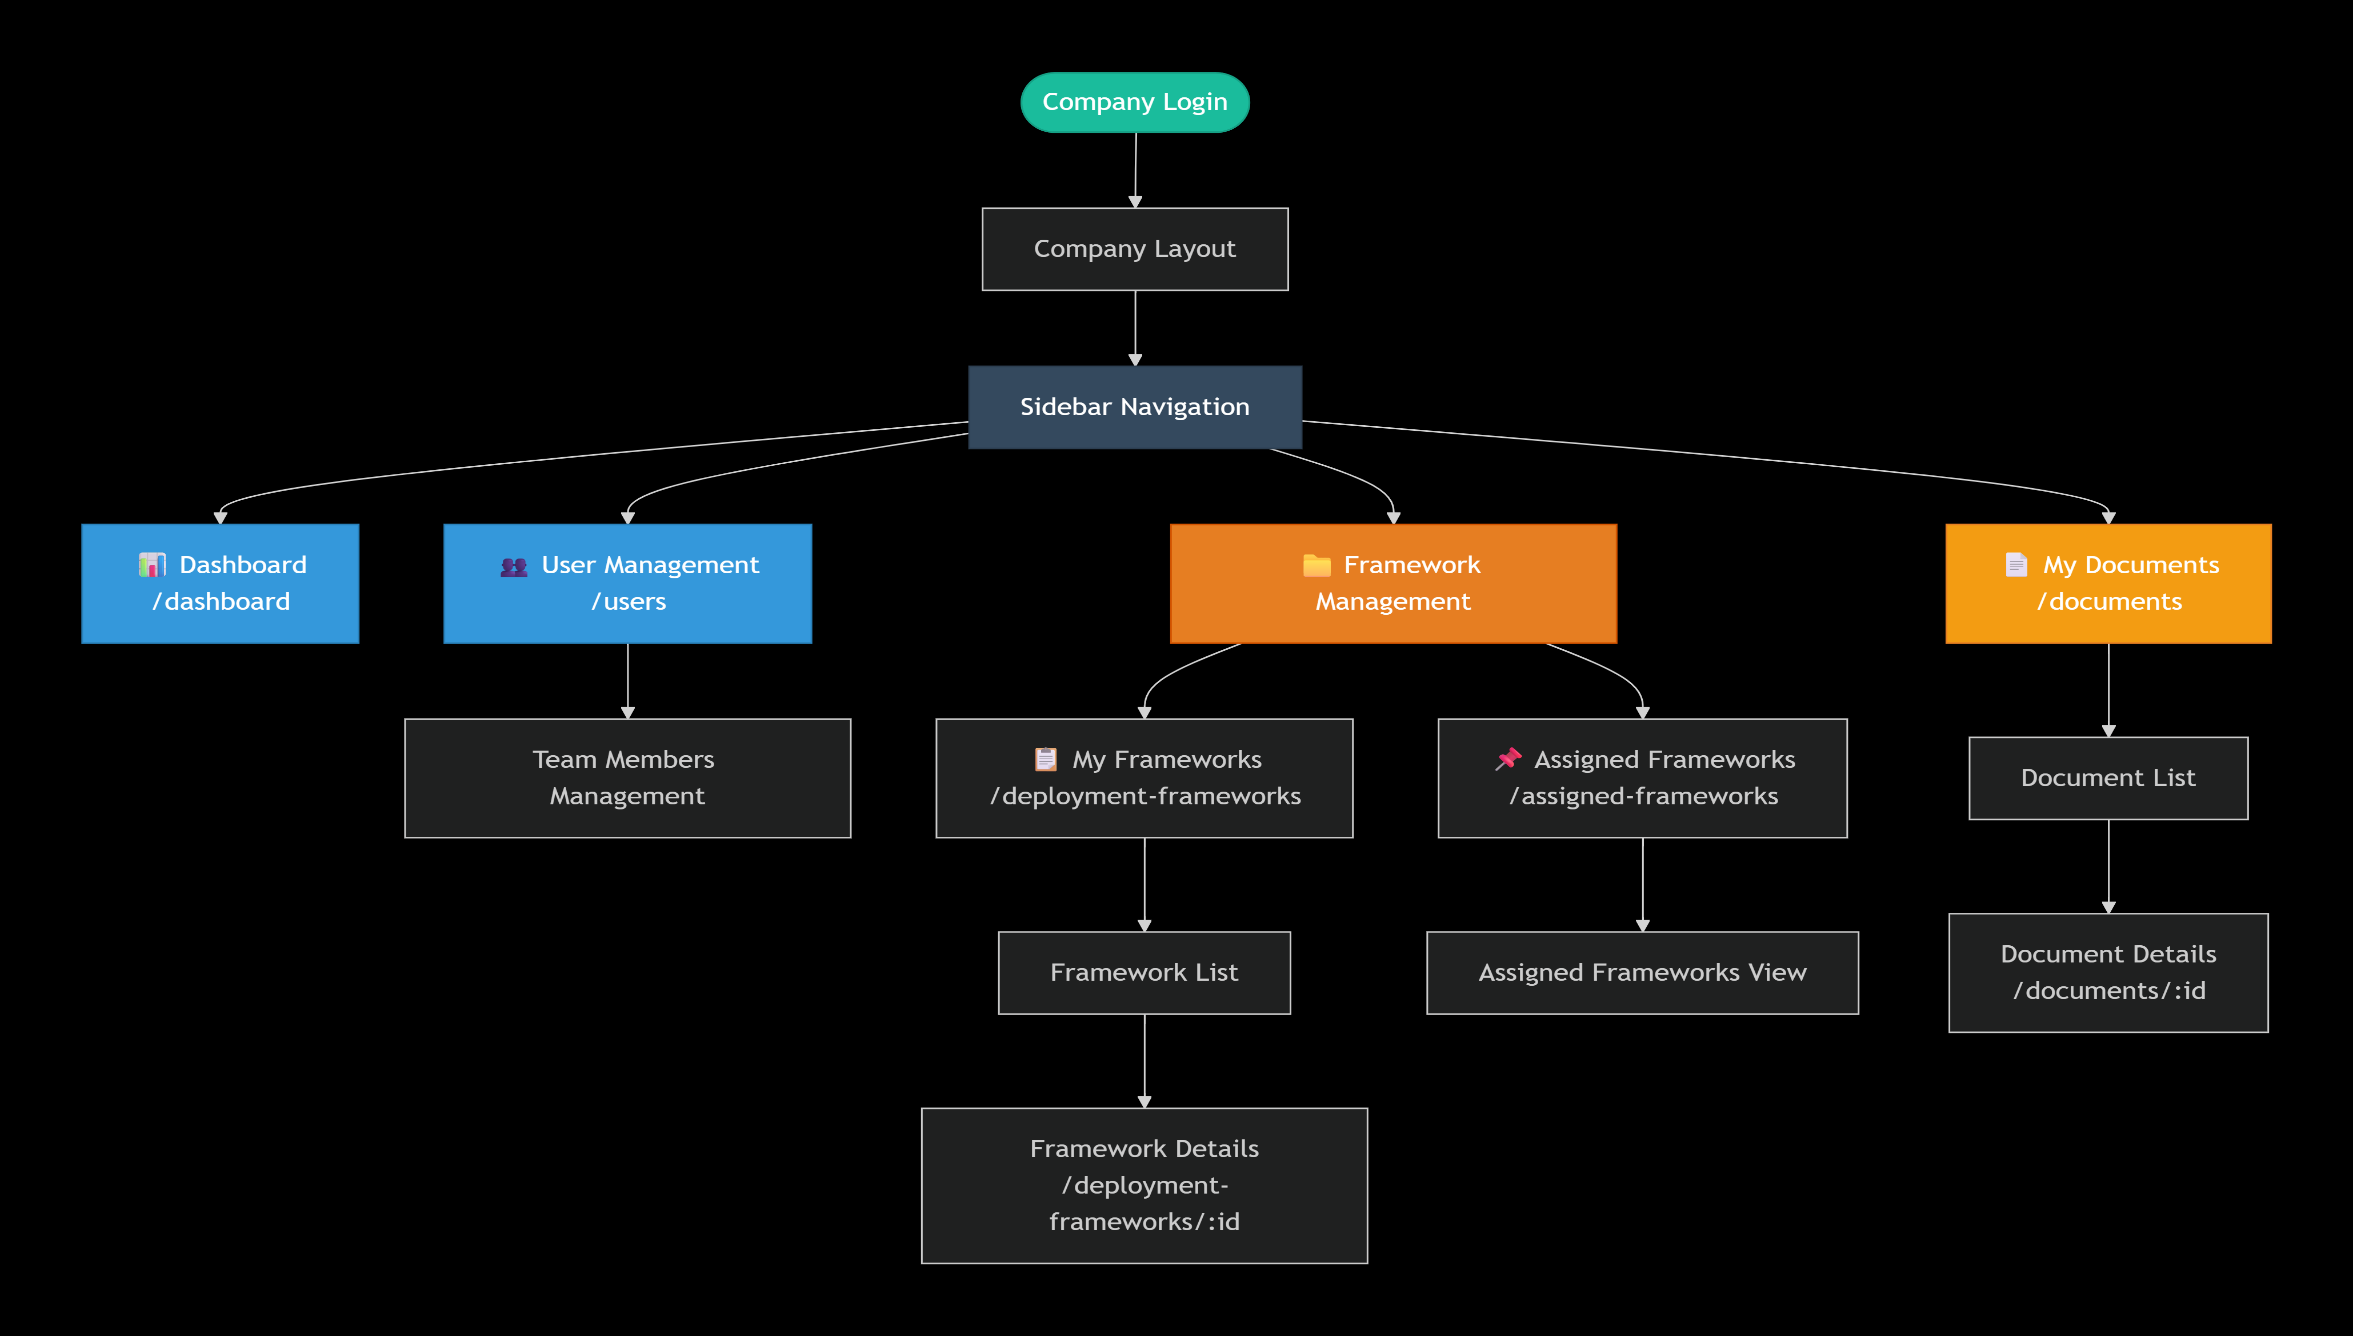 Company Login
Company Layout
Sidebar Navigation
📊 Dashboard
/dashboard
👥 User Management
/users
📁 Framework
Management
📄 My Documents
/documents
Team Members
Management
📋 My Frameworks
/deployment-frameworks
📌 Assigned Frameworks
/assigned-frameworks
Document List
Framework List
Assigned Frameworks View
Document Details
/documents/:id
Framework Details
/deployment-
frameworks/:id